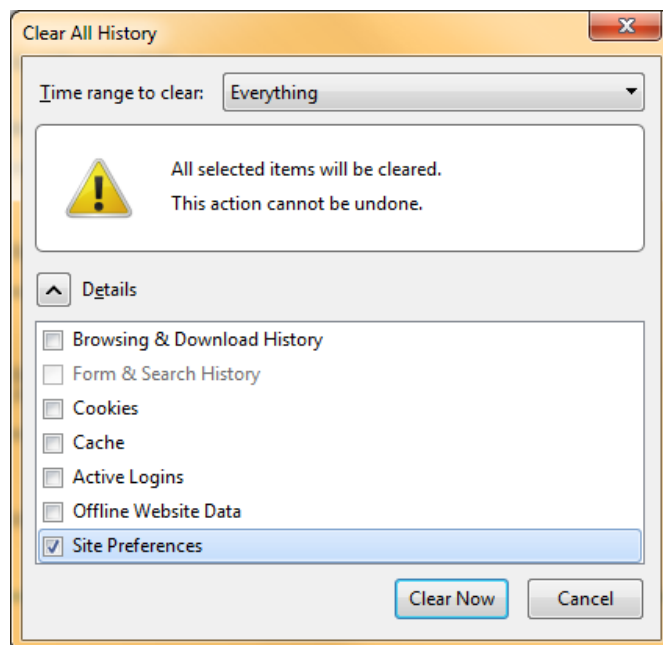 Clear All History
Time range to clear: Everything
All selected items will be cleared.
This action cannot be undone.
Details
Browsing & Download History
Form & Search History
Cookies
Cache
Active Logins
Offline Website Data
Site Preferences
Clear Now Cancel